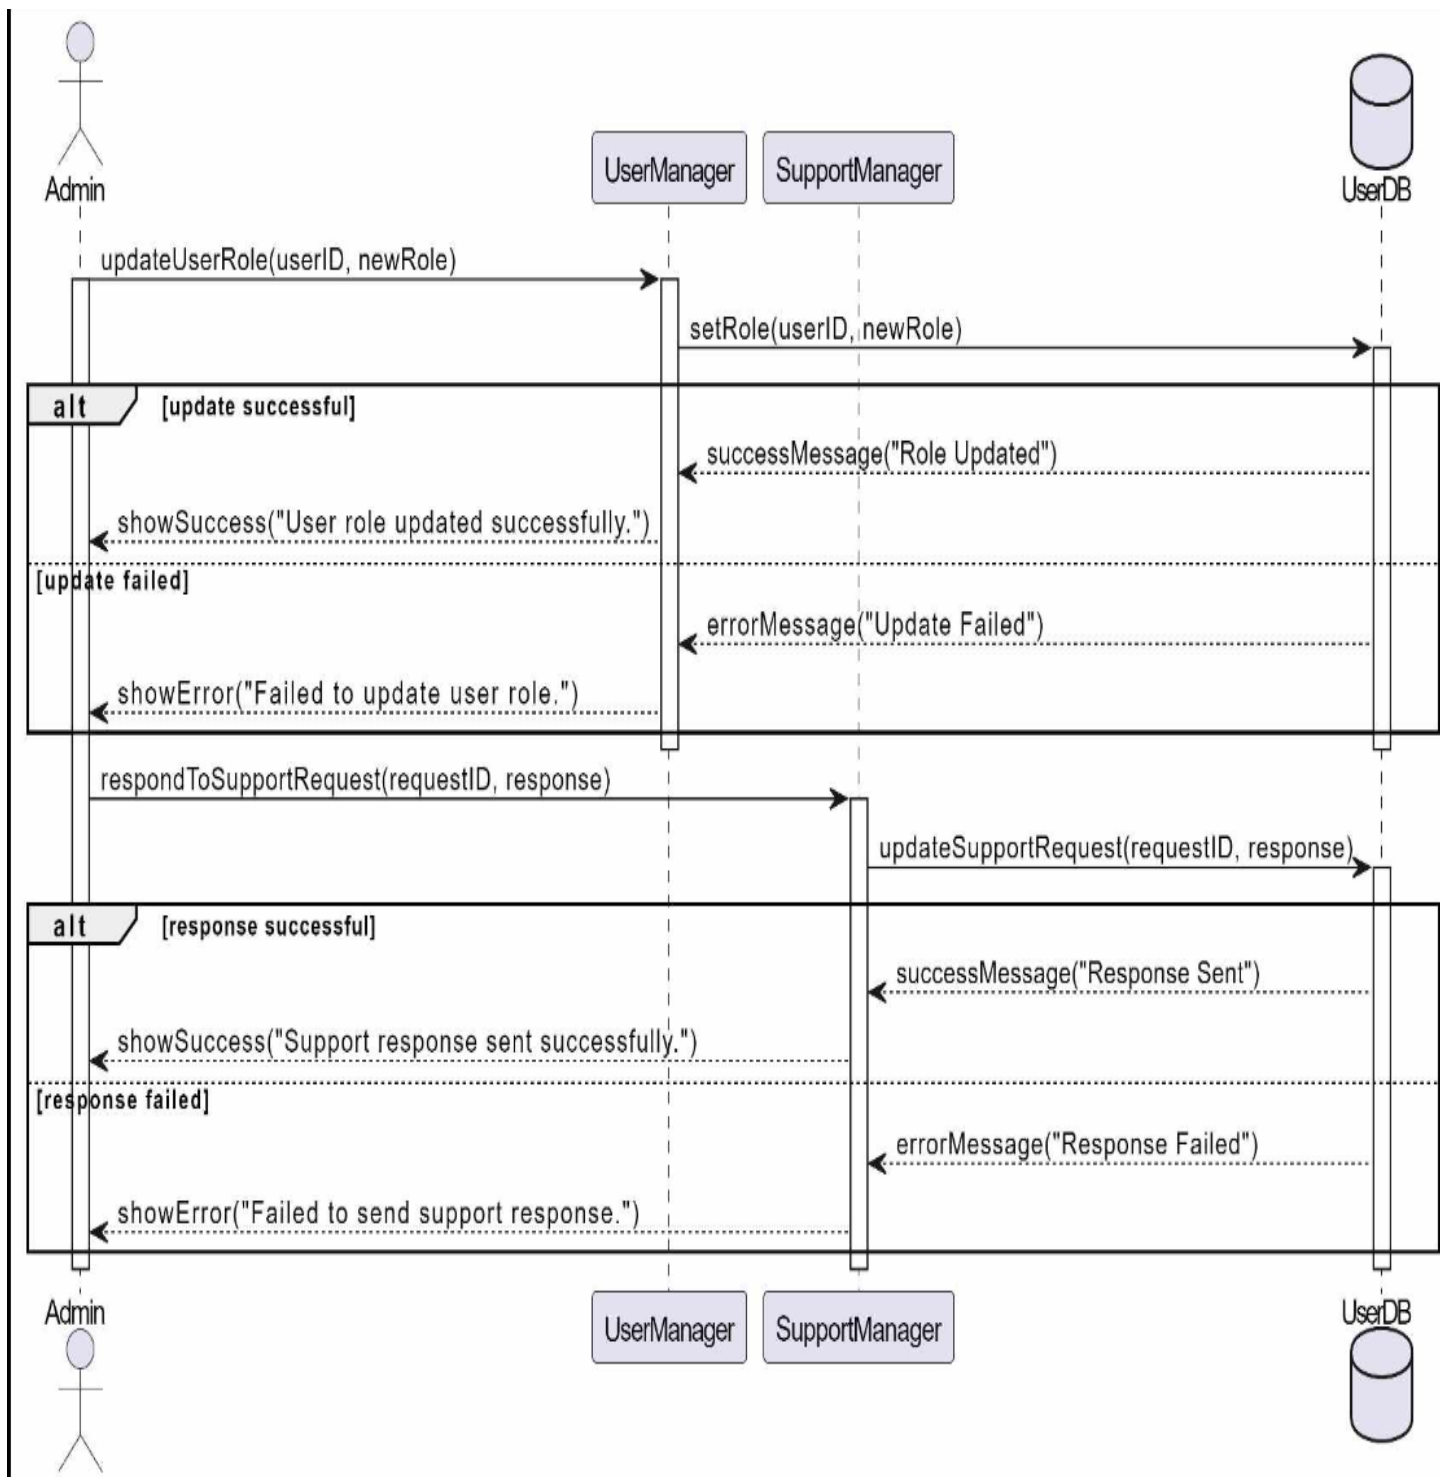 Admin
UserManager
SupportManager
UserDB
updateUserRole(userID, newRole)
setRole(userID, newRole)
alt
[update successful]
successMessage("Role Updated")
showSuccess("User role updated successfully.")
[update failed]
errorMessage("Update Failed")
showError("Failed to update user role.")
respondToSupportRequest(requestID, response)
updateSupportRequest(requestID, response)
alt
[response successful]
successMessage("Response Sent")
showSuccess("Support response sent successfully.")
[response failed]
errorMessage("Response Failed")
showError("Failed to send support response.")
Admin
UserManager
SupportManager
UserDB